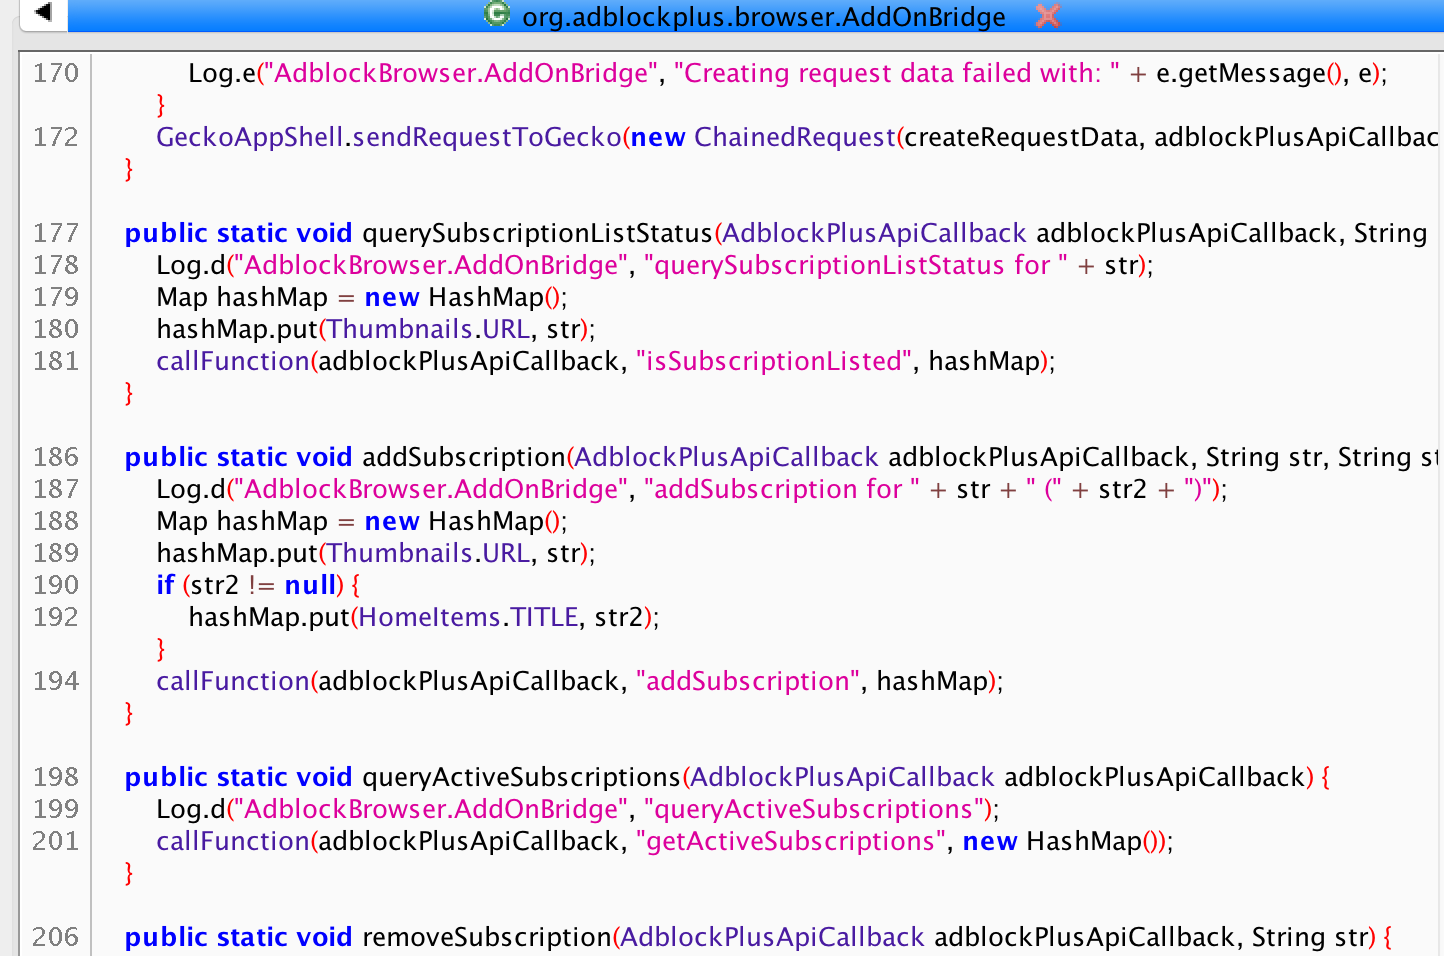 org.adblockplus.browser.AddOnBridge
170 Log.e("AdblockBrowser.AddOnBridge", "Creating request data failed with: " + e.getMessage(), e);
}
172 GeckoAppShell.sendRequestToGecko(new ChainedRequest(createRequestData, adblockPlusApiCallbac
}
177 public static void querySubscriptionListStatus(AdblockPlusApiCallback adblockPlusApiCallback, String
178 Log.d("AdblockBrowser.AddOnBridge", "querySubscriptionListStatus for " + str);
179 Map hashMap = new HashMap();
180 hashMap.put(Thumbnails.URL, str);
181 callFunction(adblockPlusApiCallback, "isSubscriptionListed", hashMap);
}
186 public static void addSubscription(AdblockPlusApiCallback adblockPlusApiCallback, String str, String st
187 Log.d("AdblockBrowser.AddOnBridge", "addSubscription for " + str + " (" + str2 + ")");
188 Map hashMap = new HashMap();
189 hashMap.put(Thumbnails.URL, str);
190 if (str2 != null) {
192 hashMap.put(HomeItems.TITLE, str2);
}
194 callFunction(adblockPlusApiCallback, "addSubscription", hashMap);
}
198 public static void queryActiveSubscriptions(AdblockPlusApiCallback adblockPlusApiCallback) {
199 Log.d("AdblockBrowser.AddOnBridge", "queryActiveSubscriptions");
201 callFunction(adblockPlusApiCallback, "getActiveSubscriptions", new HashMap());
}
206 public static void removeSubscription(AdblockPlusApiCallback adblockPlusApiCallback, String str) {